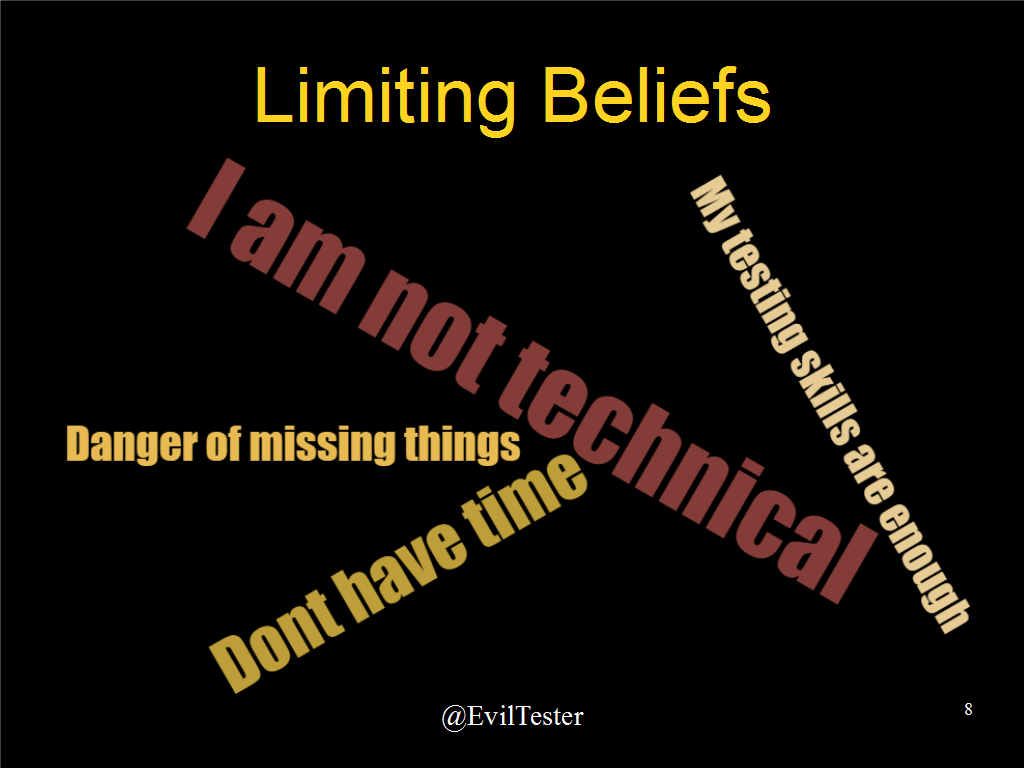 Limiting Beliefs
I am not technical
My testing skills are enough
Danger of missing things
Dont have time
@EvilTester
8